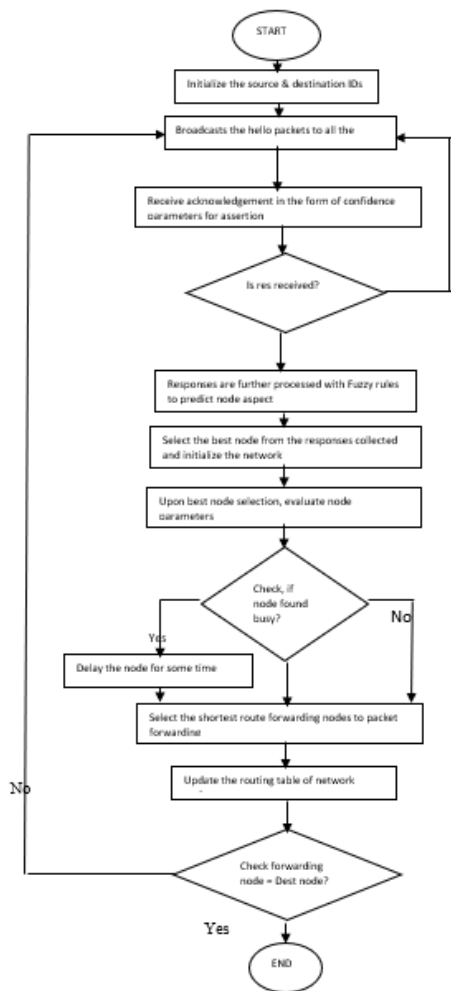 START
Initialize the source & destination IDs
Broadcasts the hello packets to all the
Receive acknowledgement in the form of confidence
parameters for assertion
Is res received?
Responses are further processed with Fuzzy rules
to predict node aspect
Select the best node from the responses collected
and initialize the network
Upon best node selection, evaluate node
parameters
Check, if
node found
busy?
Yes
No
Delay the node for some time
Select the shortest route forwarding nodes to packet
forwarding
Update the routing table of network
No
Check forwarding
node = Dest node?
Yes
END